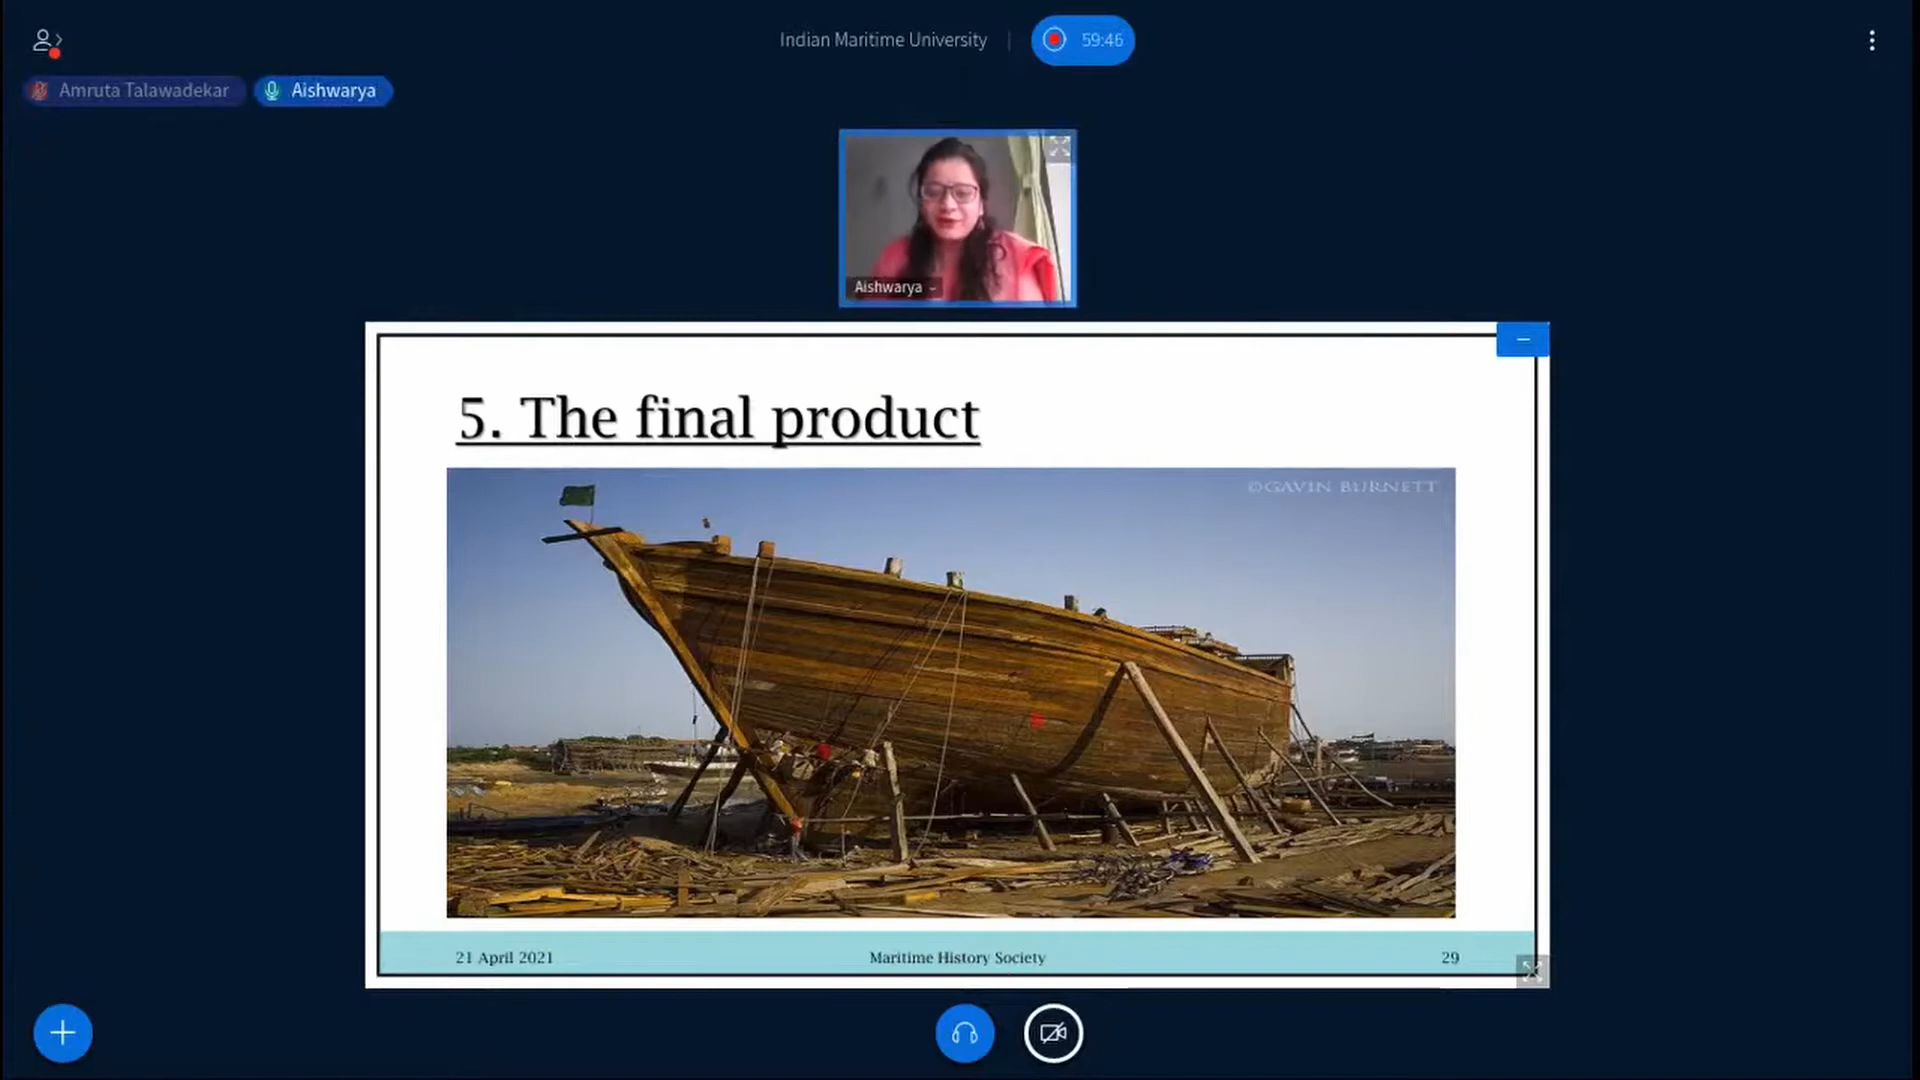 Indian Maritime University
59:46
Amruta Talawadekar
Aishwarya
Aishwarya
5. The final product
©GAVIN BURNETT
21 April 2021
Maritime History Society
29